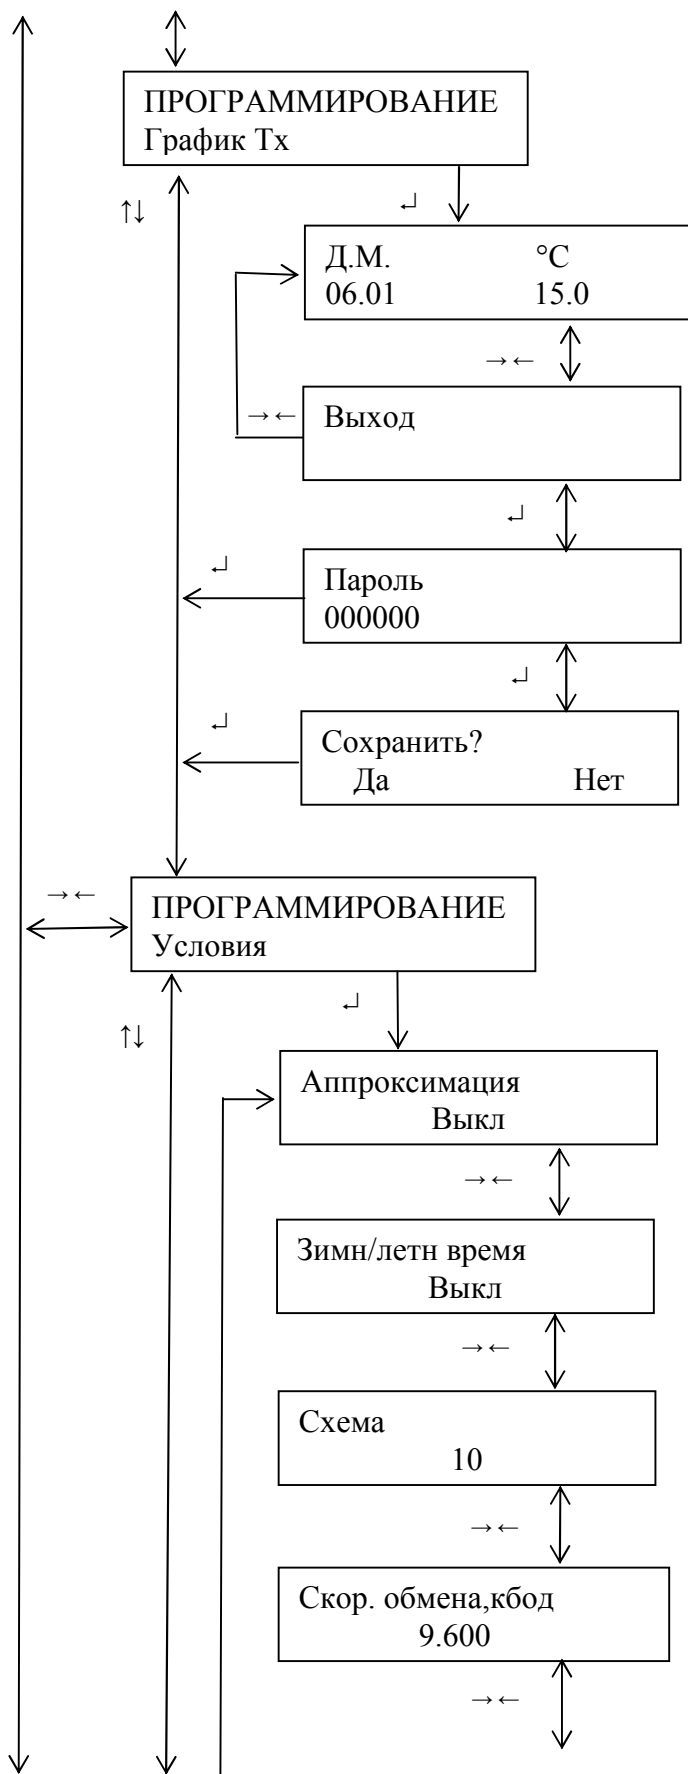 ПРОГРАММИРОВАНИЕ
График Тх
↑↓
↵
Д.М. °С
06.01 15.0
→←
→←
Выход
↵
↵
Пароль
000000
↵
↵
Сохранить?
Да Нет
→←
ПРОГРАММИРОВАНИЕ
Условия
↑↓
↵
Аппроксимация
Выкл
→←
Зимн/летн время
Выкл
→←
Схема
10
→←
Скор. обмена,кбод
9.600
→←